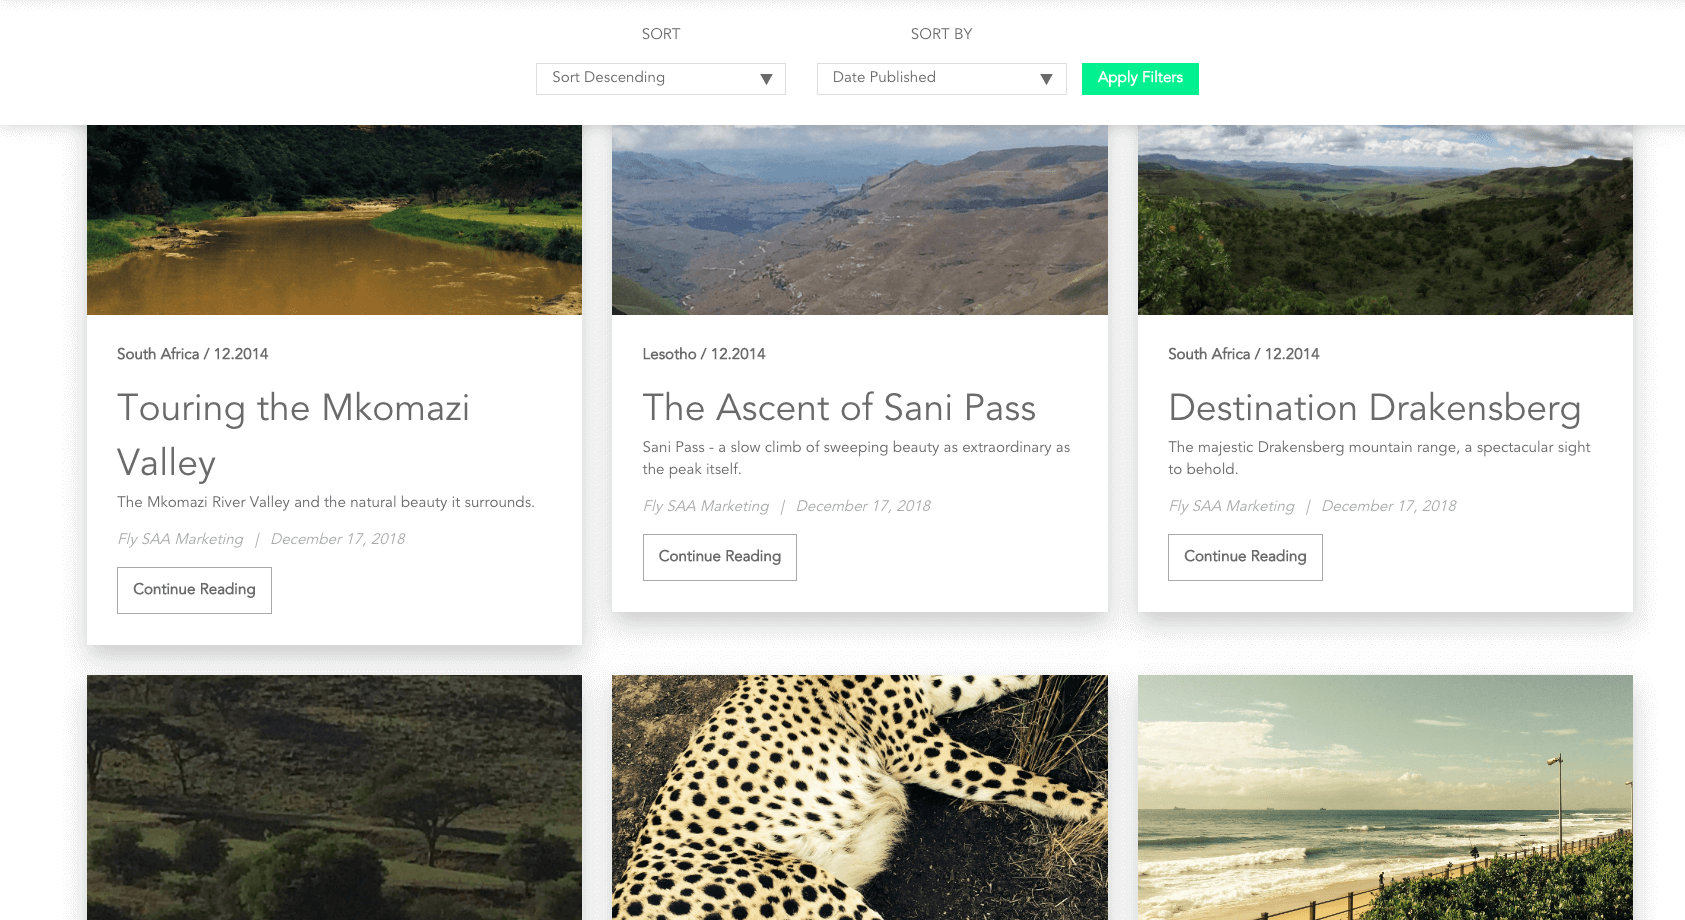 SORT
SORT BY
Sort Descending
Date Published
Apply Filters
South Africa / 12.2014
Touring the Mkomazi
Valley
The Mkomazi River Valley and the natural beauty it surrounds.
Fly SAA Marketing | December 17, 2018
Continue Reading
Lesotho / 12.2014
The Ascent of Sani Pass
Sani Pass - a slow climb of sweeping beauty as extraordinary as
the peak itself.
Fly SAA Marketing | December 17, 2018
Continue Reading
South Africa / 12.2014
Destination Drakensberg
The majestic Drakensberg mountain range, a spectacular sight
to behold.
Fly SAA Marketing | December 17, 2018
Continue Reading